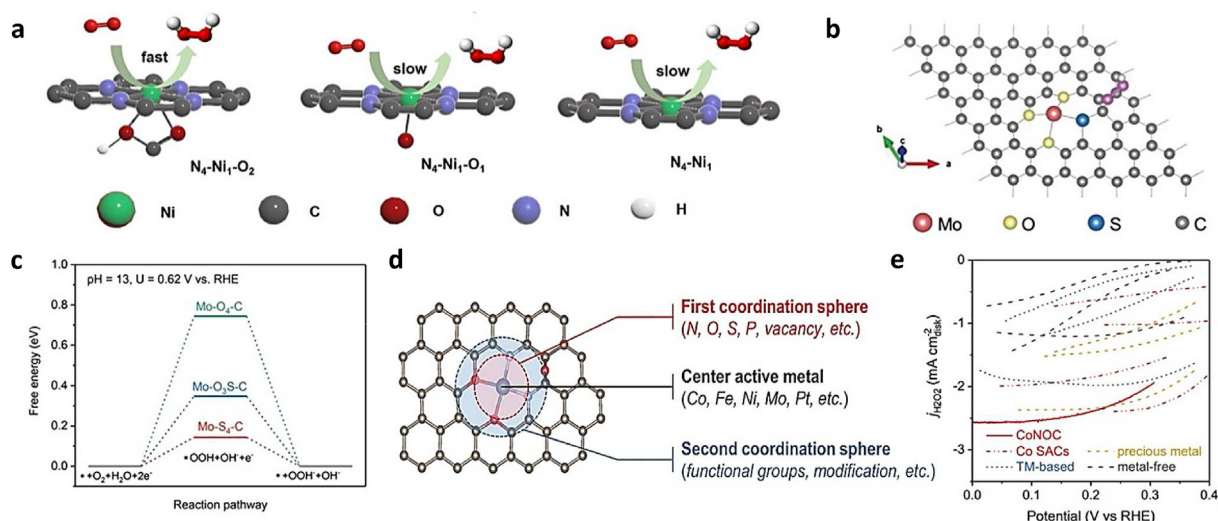 a
fast
slow
slow
N₄-Ni₁-O₂
N₄-Ni₁-O₁
N₄-Ni₁
Ni
C
O
N
H
b
b
c
a
Mo
O
S
C
c
Free energy (eV)
1.0
0.8
0.6
0.4
0.2
0.0
pH = 13, U = 0.62 V vs. RHE
Mo-O₄-C
Mo-O₃S-C
Mo-S₄-C
•OOH+OH⁻+e⁻
•+O₂+H₂O+2e⁻
•+OOH⁻+OH⁻
Reaction pathway
d
First coordination sphere
(N, O, S, P, vacancy, etc.)
Center active metal
(Co, Fe, Ni, Mo, Pt, etc.)
Second coordination sphere
(functional groups, modification, etc.)
e
j_H2O2 (mA cm⁻²_disk)
0
-1
-2
-3
CoNOC
Co SACs
precious metal
TM-based
metal-free
0.0
0.1
0.2
0.3
0.4
Potential (V vs RHE)